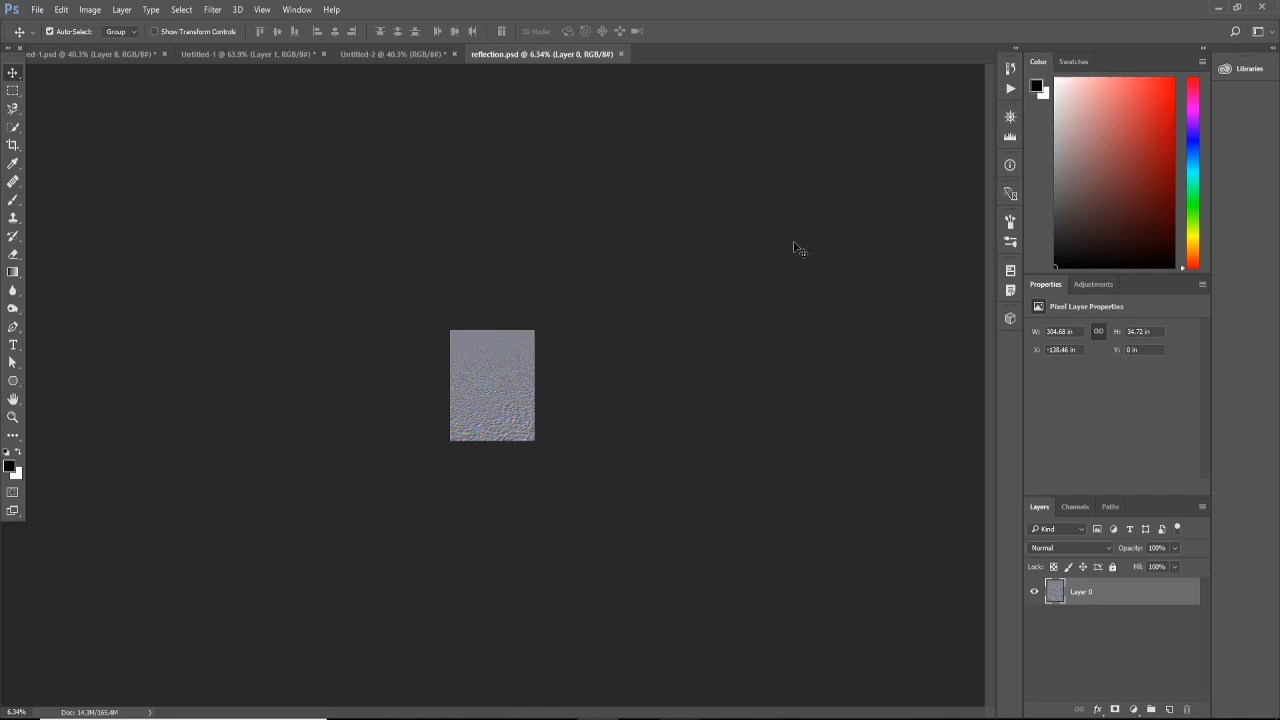 Ps File Edit Image Layer Type Select Filter 3D View Window Help
Auto-Select: Group Show Transform Controls 3D Mode:
ed-1.psd @ 40.3% (Layer 8, RGB/8#) * × Untitled-1 @ 63.9% (Layer 1, RGB/8#) * × Untitled-2 @ 40.3% (RGB/8#) * × reflection.psd @ 6.34% (Layer 0, RGB/8#) ×
Color Swatches
Libraries
Properties Adjustments
Pixel Layer Properties
W: 304.68 in H: 34.72 in
X: -138.46 in Y: 0 in
Layers Channels Paths
Kind
Normal Opacity: 100%
Lock: Fill: 100%
Layer 0
6.34% Doc: 14.3M/165.4M